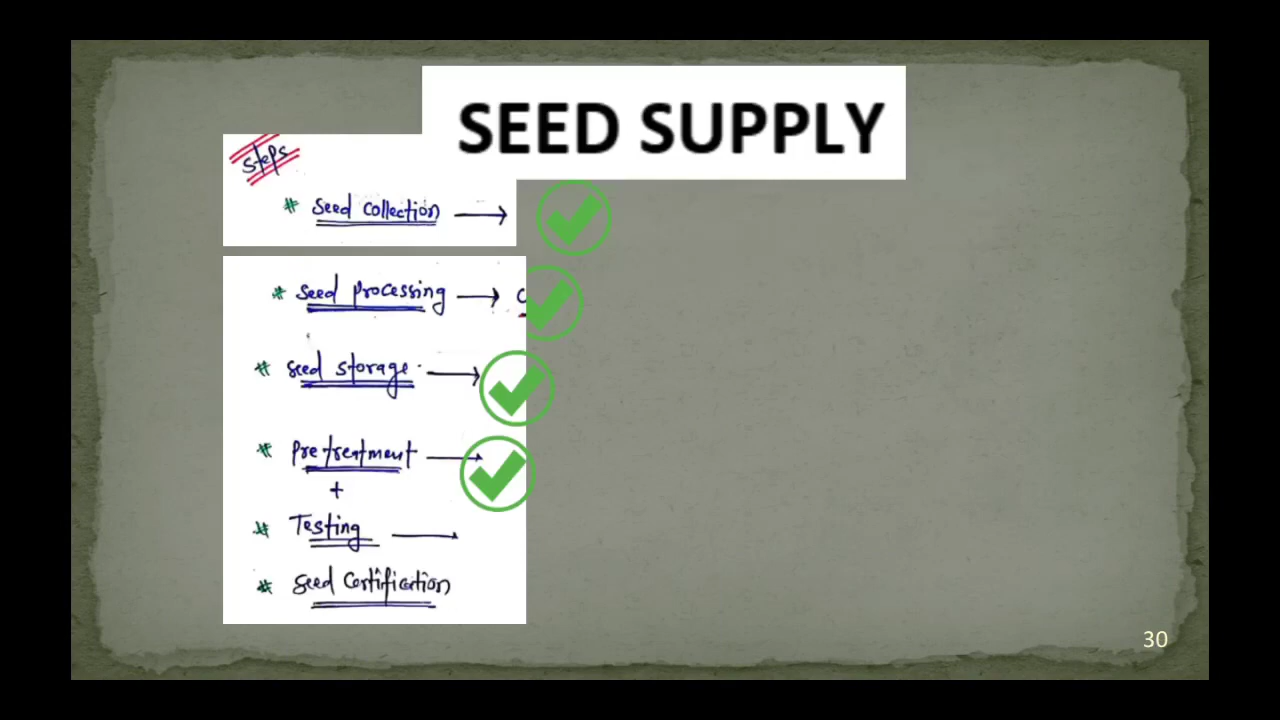 SEED SUPPLY
Steps
# Seed Collection →
# Seed Processing → C
# Seed Storage →
# Pretreatment →
+
# Testing →
# Seed Certification
30